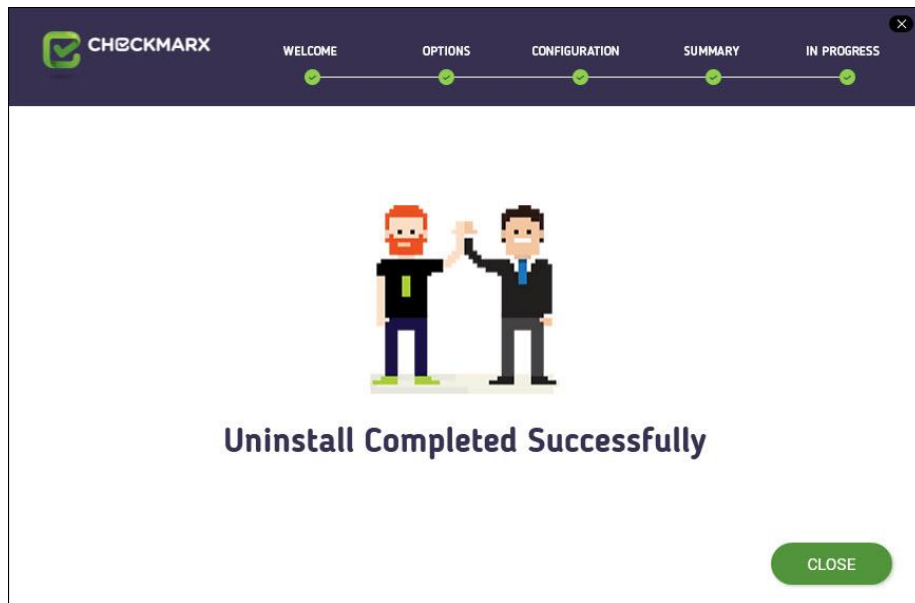 CHECKMARX
WELCOME
OPTIONS
CONFIGURATION
SUMMARY
IN PROGRESS
Uninstall Completed Successfully
CLOSE